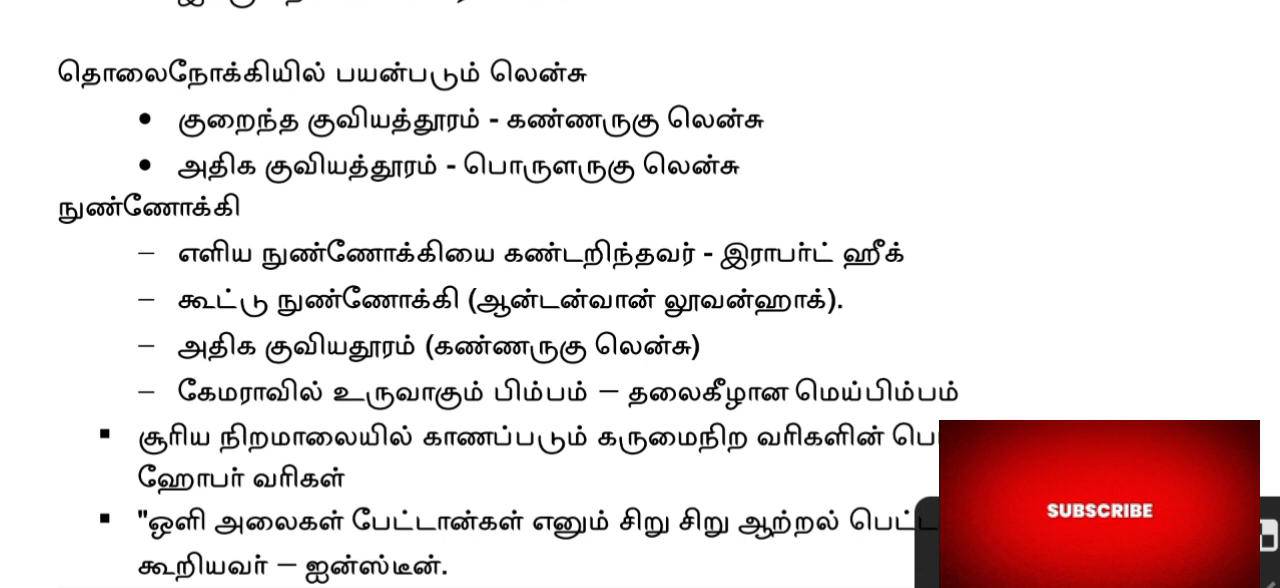 தொலைநோக்கியில் பயன்படும் லென்சு
● குறைந்த குவியத்தூரம் - கண்ணருகு லென்சு
● அதிக குவியத்தூரம் - பொருளருகு லென்சு
நுண்ணோக்கி
– எளிய நுண்ணோக்கியை கண்டறிந்தவர் - இராபர்ட் ஹீக்
– கூட்டு நுண்ணோக்கி (ஆன்டன்வான் லூவன்ஹாக்).
– அதிக குவியதூரம் (கண்ணருகு லென்சு)
– கேமராவில் உருவாகும் பிம்பம் – தலைகீழான மெய்பிம்பம்
▪ சூரிய நிறமாலையில் காணப்படும் கருமைநிற வரிகளின்
ஹோபர் வரிகள்
▪ "ஒளி அலைகள் பேட்டான்கள் எனும் சிறு சிறு ஆற்றல்
கூறியவர் – ஐன்ஸ்டீன்.
SUBSCRIBE